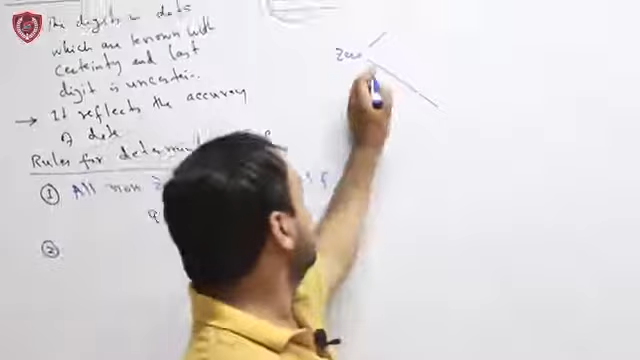 The digits in data
which are known with
certainty and last
digit is uncertain.
→ It reflects the accuracy
of data
Rules for
① All non
②
Zero